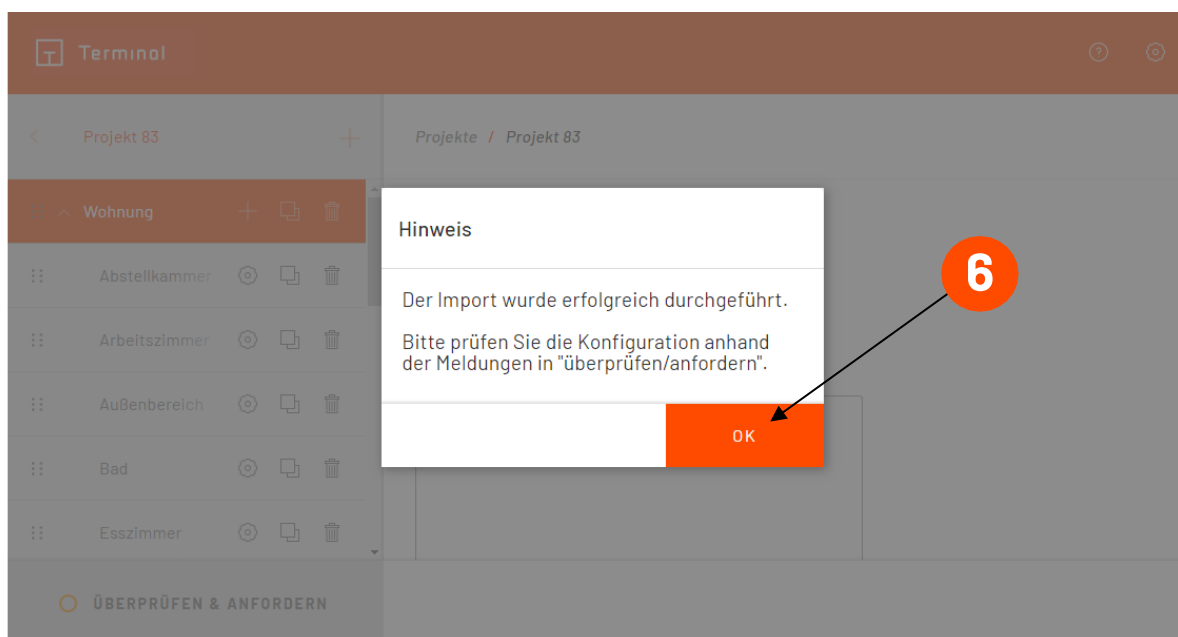 Terminal
Projekt 83
Projekte / Projekt 83
Wohnung
Abstellkammer
Arbeitszimmer
Außenbereich
Bad
Esszimmer
Hinweis
Der Import wurde erfolgreich durchgeführt.
Bitte prüfen Sie die Konfiguration anhand
der Meldungen in "überprüfen/anfordern".
OK
6
ÜBERPRÜFEN & ANFORDERN